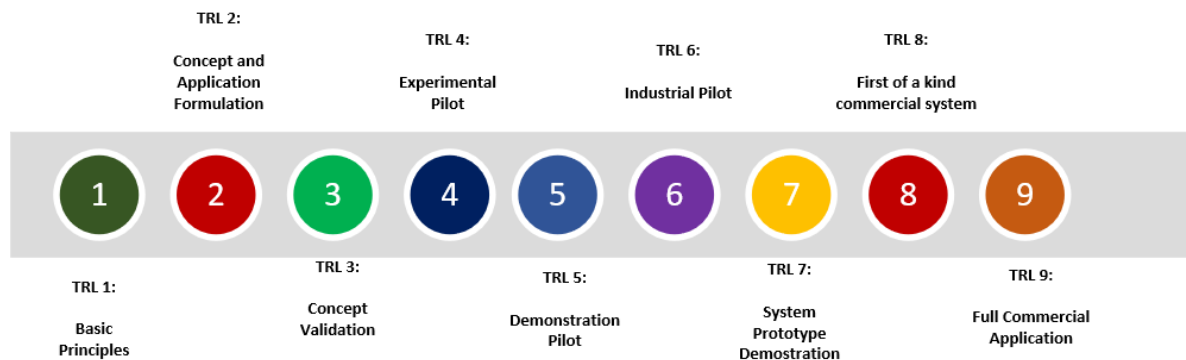 TRL 2:
Concept and
Application
Formulation
TRL 4:
Experimental
Pilot
TRL 6:
Industrial Pilot
TRL 8:
First of a kind
commercial system
1
2
3
4
5
6
7
8
9
TRL 1:
Basic
Principles
TRL 3:
Concept
Validation
TRL 5:
Demonstration
Pilot
TRL 7:
System
Prototype
Demostration
TRL 9:
Full Commercial
Application